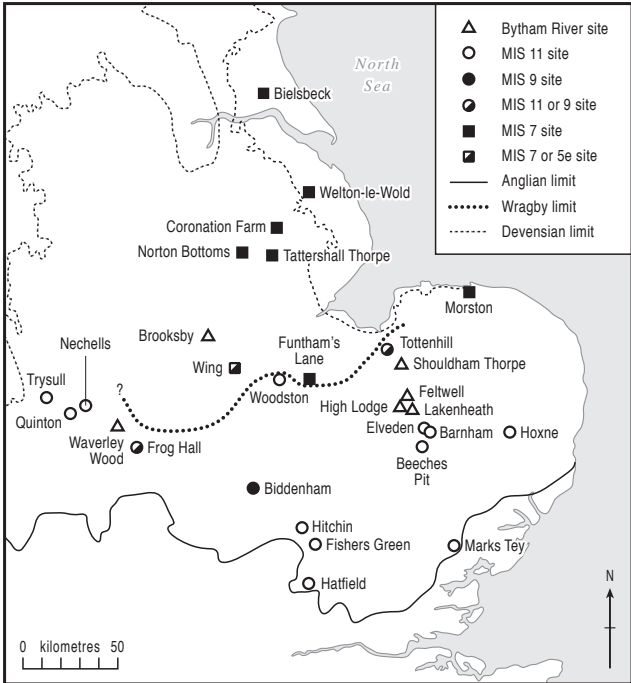 North
Sea
Bytham River site
MIS 11 site
MIS 9 site
MIS 11 or 9 site
MIS 7 site
MIS 7 or 5e site
Anglian limit
Wragby limit
Devensian limit
Bielsbeck
Welton-le-Wold
Coronation Farm
Norton Bottoms
Tattershall Thorpe
Morston
Brooksby
Funtham's
Lane
Tottenhill
Nechells
Wing
Shouldham Thorpe
Trysull
?
Woodston
Feltwell
High Lodge
Lakenheath
Quinton
Waverley
Wood
Frog Hall
Elveden
Barnham
Hoxne
Beeches
Pit
Biddenham
Hitchin
Fishers Green
Marks Tey
Hatfield
N
0 kilometres 50